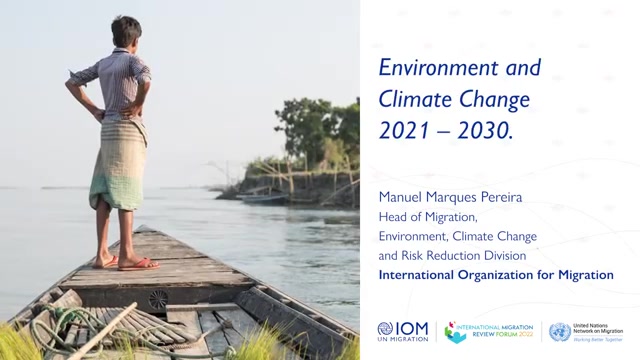 Environment and
Climate Change
2021 – 2030.
Manuel Marques Pereira
Head of Migration,
Environment, Climate Change
and Risk Reduction Division
International Organization for Migration
IOM
UN MIGRATION
INTERNATIONAL MIGRATION
REVIEW FORUM 2022
United Nations
Network on Migration
Working Better Together